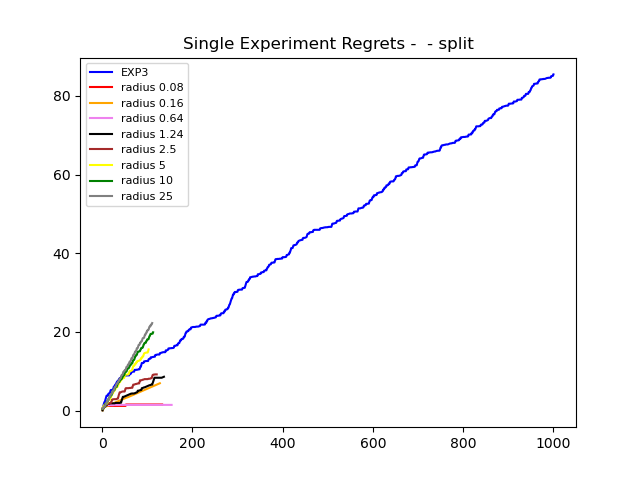 Single Experiment Regrets -  - split
EXP3
radius 0.08
radius 0.16
radius 0.64
radius 1.24
radius 2.5
radius 5
radius 10
radius 25
80
60
40
20
0
0 200 400 600 800 1000